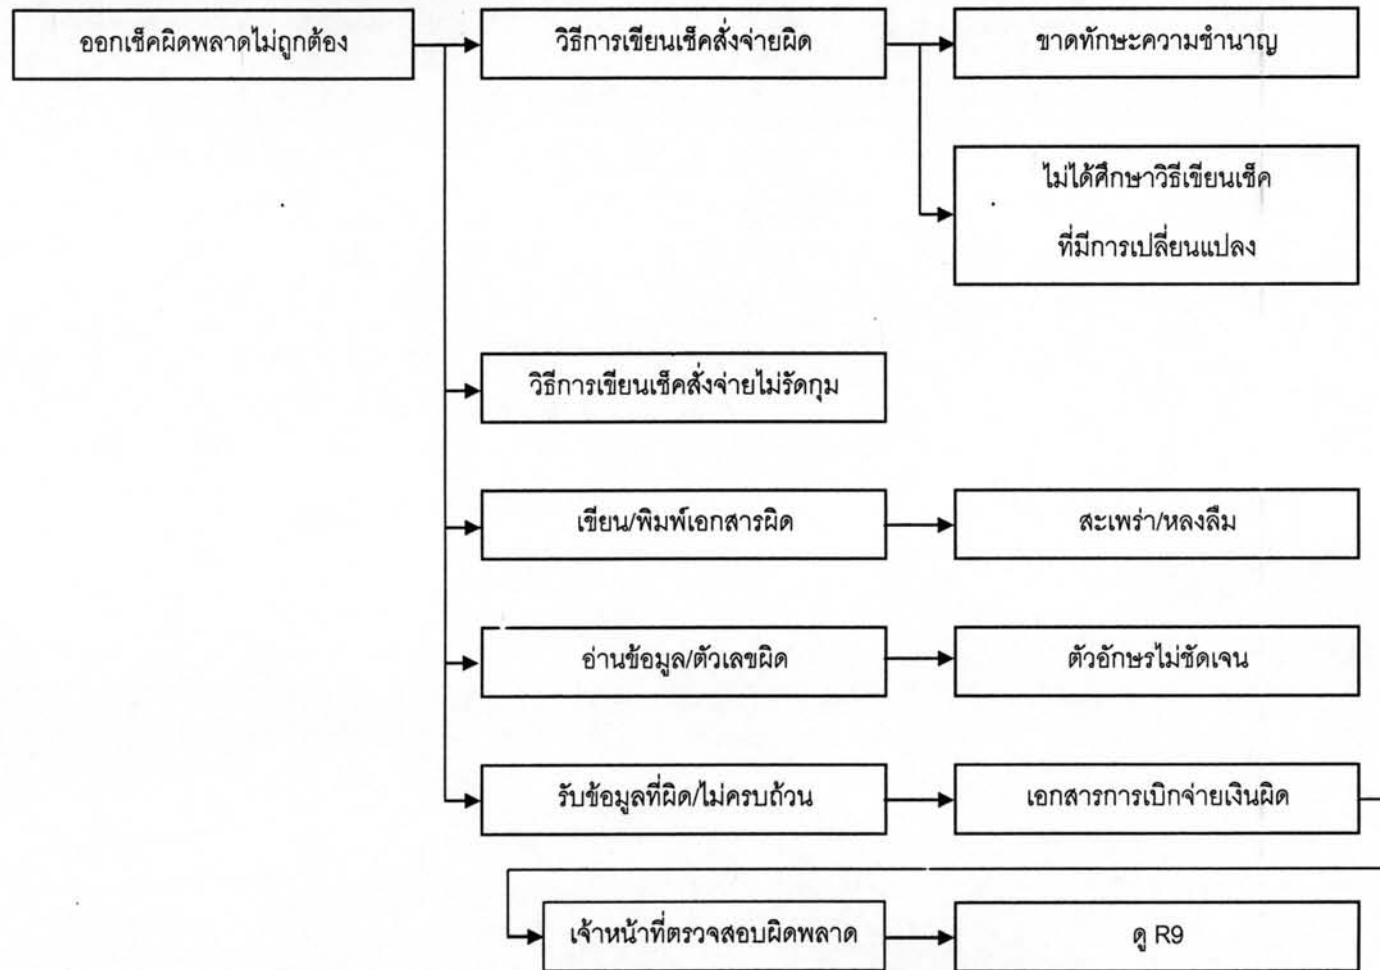 ออกเช็คผิดพลาดไม่ถูกต้อง
วิธีการเขียนเช็คสั่งจ่ายผิด
ขาดทักษะความชำนาญ
ไม่ได้ศึกษาวิธีเขียนเช็ค
ที่มีการเปลี่ยนแปลง
วิธีการเขียนเช็คสั่งจ่ายไม่รัดกุม
เขียน/พิมพ์เอกสารผิด
สะเพร่า/หลงลืม
อ่านข้อมูล/ตัวเลขผิด
ตัวอักษรไม่ชัดเจน
รับข้อมูลที่ผิด/ไม่ครบถ้วน
เอกสารการเบิกจ่ายเงินผิด
เจ้าหน้าที่ตรวจสอบผิดพลาด
ดู R9